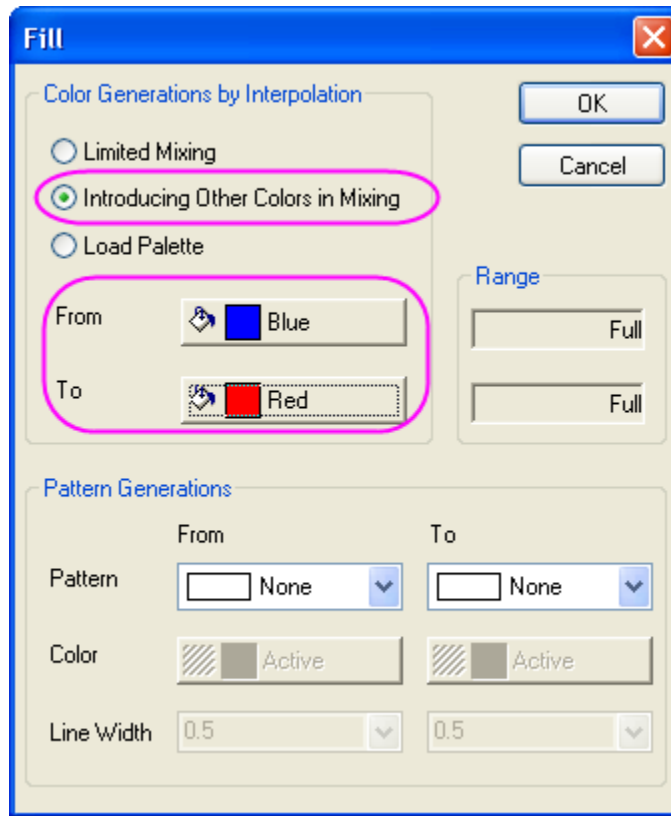 Fill
Color Generations by Interpolation
Limited Mixing
Introducing Other Colors in Mixing
Load Palette
From Blue
To Red
OK
Cancel
Range
Full
Full
Pattern Generations
From To
Pattern None None
Color Active Active
Line Width 0.5 0.5